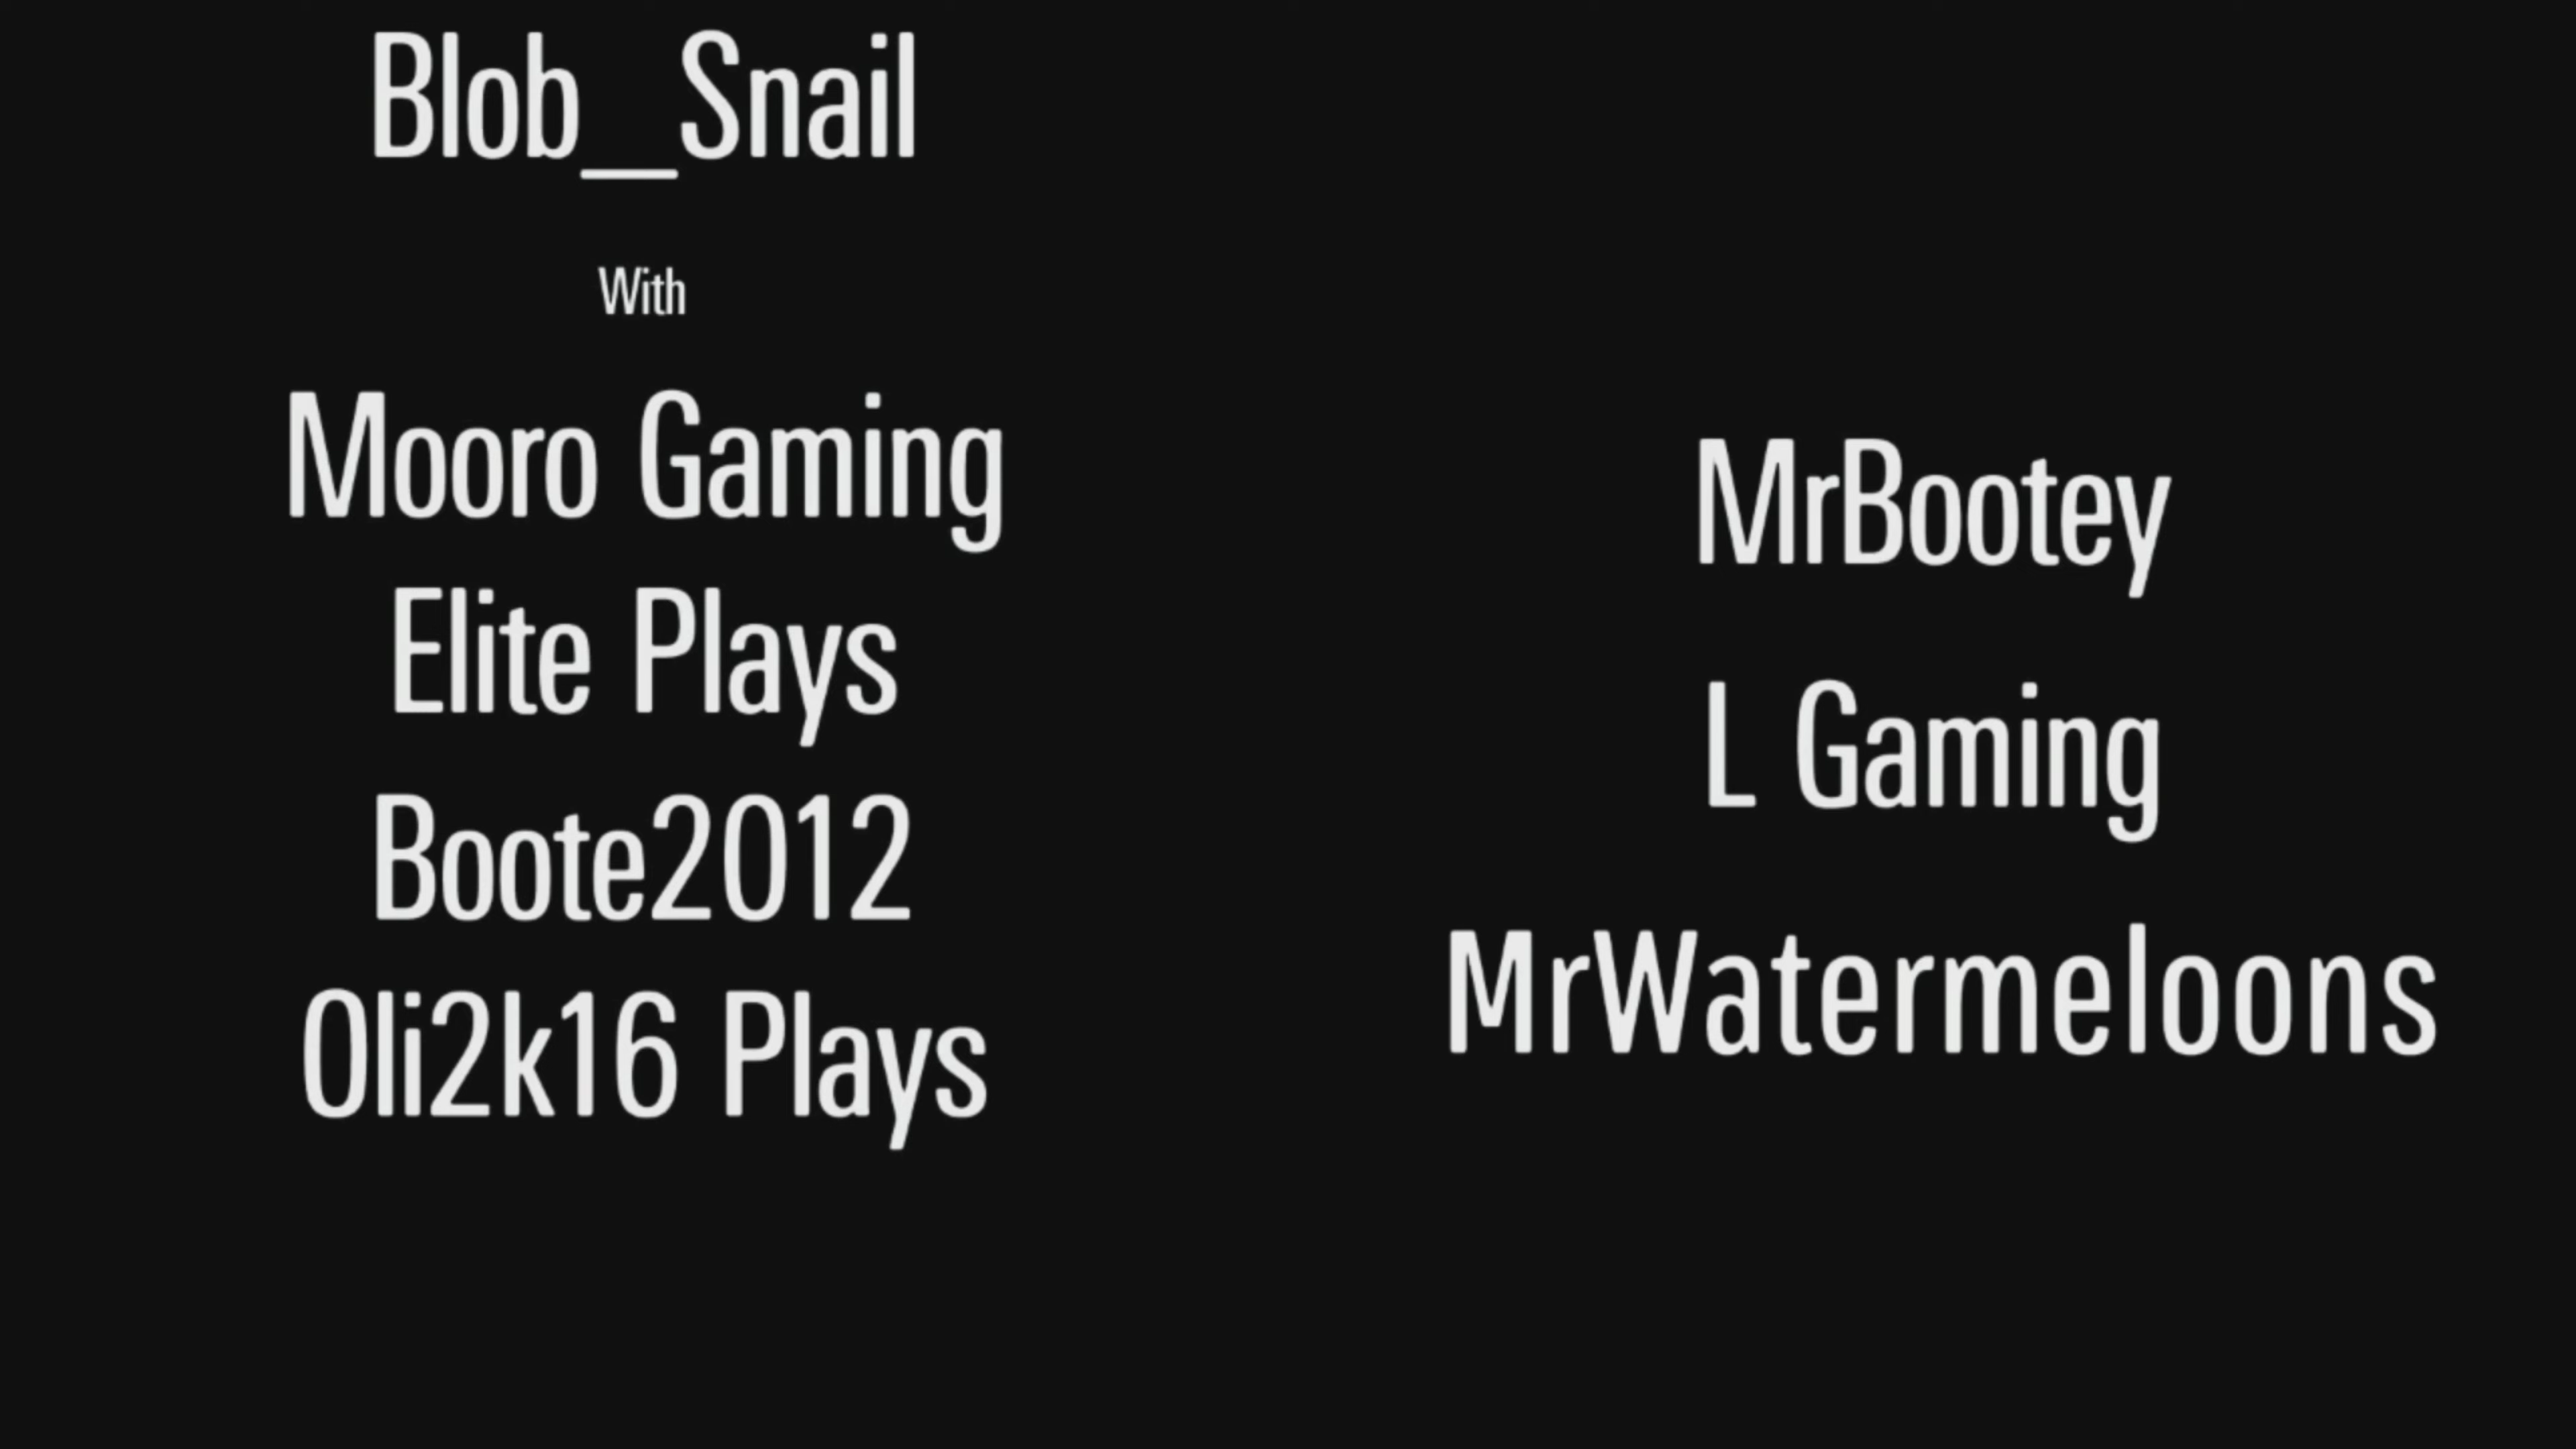 Blob_Snail
With
Mooro Gaming
Elite Plays
Boote2012
Oli2k16 Plays
MrBootey
L Gaming
MrWatermeloons